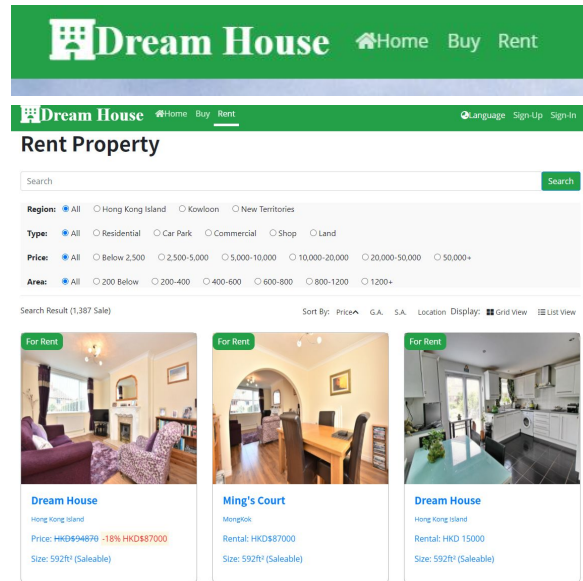 Dream House Home Buy Rent
Dream House Home Buy Rent Language Sign-Up Sign-In
Rent Property
Search Search
Region: All Hong Kong Island Kowloon New Territories
Type: All Residential Car Park Commercial Shop Land
Price: All Below 2,500 2,500-5,000 5,000-10,000 10,000-20,000 20,000-50,000 50,000+
Area: All 200 Below 200-400 400-600 600-800 800-1200 1200+
Search Result (1,387 Sale) Sort By: Price G.A. S.A. Location Display: Grid View List View
For Rent For Rent For Rent
Dream House Ming's Court Dream House
Hong Kong Island MongKok Hong Kong Island
Price: HKD$94870 -18% HKD$87000 Rental: HKD$87000 Rental: HKD 15000
Size: 592ft² (Saleable) Size: 592ft² (Saleable) Size: 592ft² (Saleable)